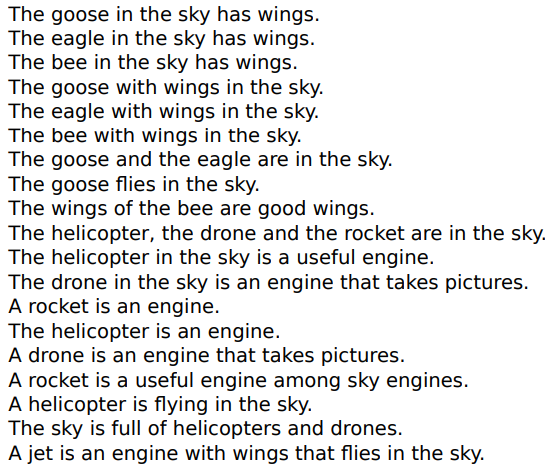 The goose in the sky has wings.
The eagle in the sky has wings.
The bee in the sky has wings.
The goose with wings in the sky.
The eagle with wings in the sky.
The bee with wings in the sky.
The goose and the eagle are in the sky.
The goose flies in the sky.
The wings of the bee are good wings.
The helicopter, the drone and the rocket are in the sky.
The helicopter in the sky is a useful engine.
The drone in the sky is an engine that takes pictures.
A rocket is an engine.
The helicopter is an engine.
A drone is an engine that takes pictures.
A rocket is a useful engine among sky engines.
A helicopter is flying in the sky.
The sky is full of helicopters and drones.
A jet is an engine with wings that flies in the sky.